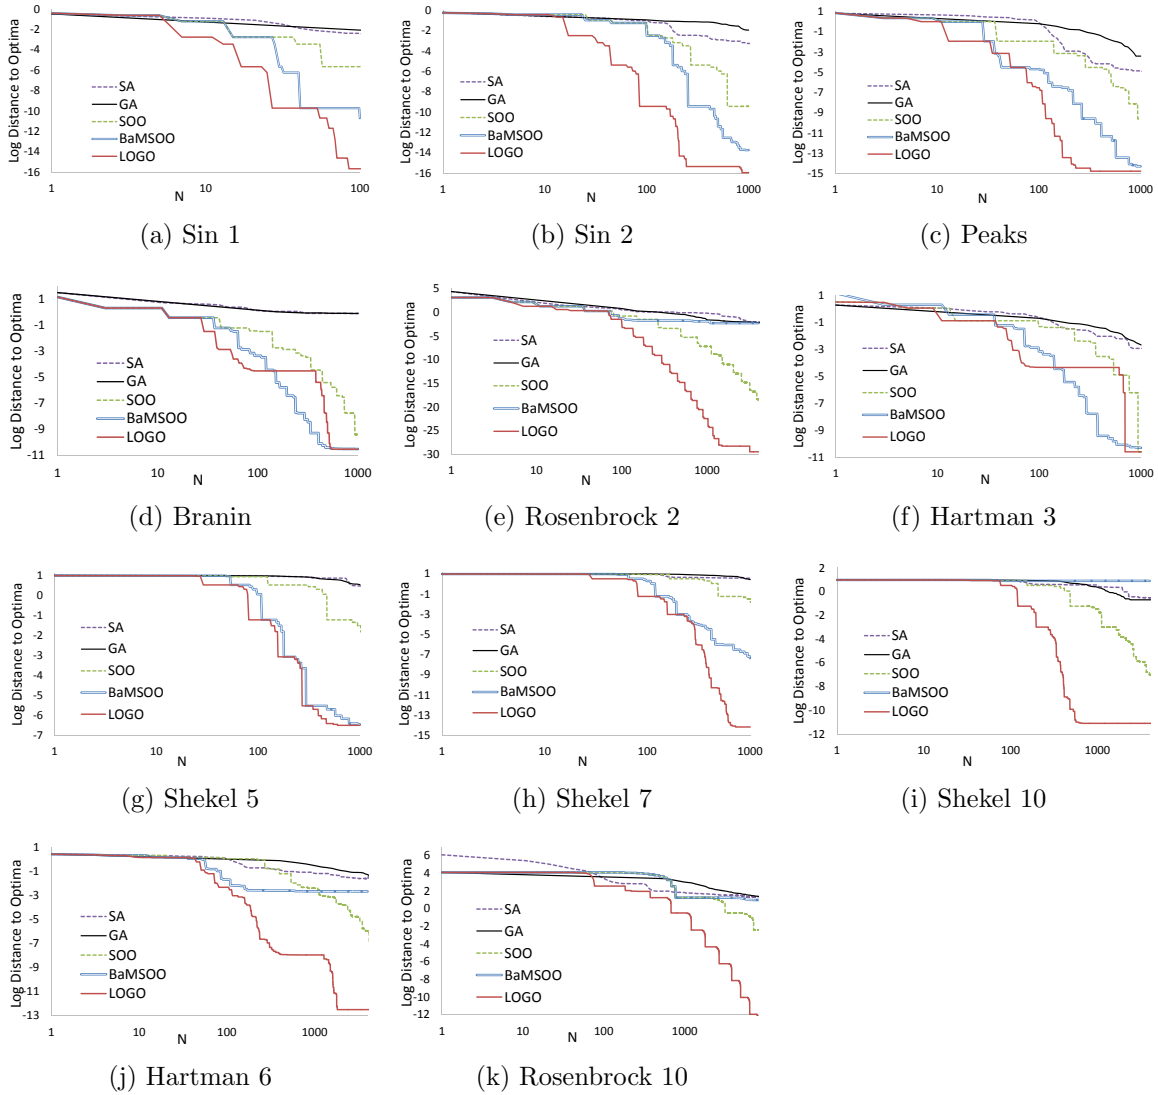 0
-2
-4
-6
-8
-10
-12
-14
-16
Log Distance to Optima
SA
GA
SOO
BaMSOO
LOGO
1
10
100
N
(a) Sin 1
0
-2
-4
-6
-8
-10
-12
-14
-16
Log Distance to Optima
SA
GA
SOO
BaMSOO
LOGO
1
10
100
1000
N
(b) Sin 2
1
-1
-3
-5
-7
-9
-11
-13
-15
Log Distance to Optima
SA
GA
SOO
BaMSOO
LOGO
1
10
100
1000
N
(c) Peaks
1
-1
-3
-5
-7
-9
-11
Log Distance to Optima
SA
GA
SOO
BaMSOO
LOGO
1
10
100
1000
N
(d) Branin
5
0
-5
-10
-15
-20
-25
-30
Log Distance to Optima
SA
GA
SOO
BaMSOO
LOGO
1
10
100
1000
N
(e) Rosenbrock 2
1
-1
-3
-5
-7
-9
-11
Log Distance to Optima
SA
GA
SOO
BaMSOO
LOGO
1
10
100
1000
N
(f) Hartman 3
1
0
-1
-2
-3
-4
-5
-6
-7
Log Distance to Optima
SA
GA
SOO
BaMSOO
LOGO
1
10
100
1000
N
(g) Shekel 5
1
-1
-3
-5
-7
-9
-11
-13
-15
Log Distance to Optima
SA
GA
SOO
BaMSOO
LOGO
1
10
100
1000
N
(h) Shekel 7
2
0
-2
-4
-6
-8
-10
-12
Log Distance to Optima
SA
GA
SOO
BaMSOO
LOGO
1
10
100
1000
N
(i) Shekel 10
1
-1
-3
-5
-7
-9
-11
-13
Log Distance to Optima
SA
GA
SOO
BaMSOO
LOGO
1
10
100
1000
N
(j) Hartman 6
6
4
2
0
-2
-4
-6
-8
-10
-12
Log Distance to Optima
SA
GA
SOO
BaMSOO
LOGO
1
10
100
1000
N
(k) Rosenbrock 10